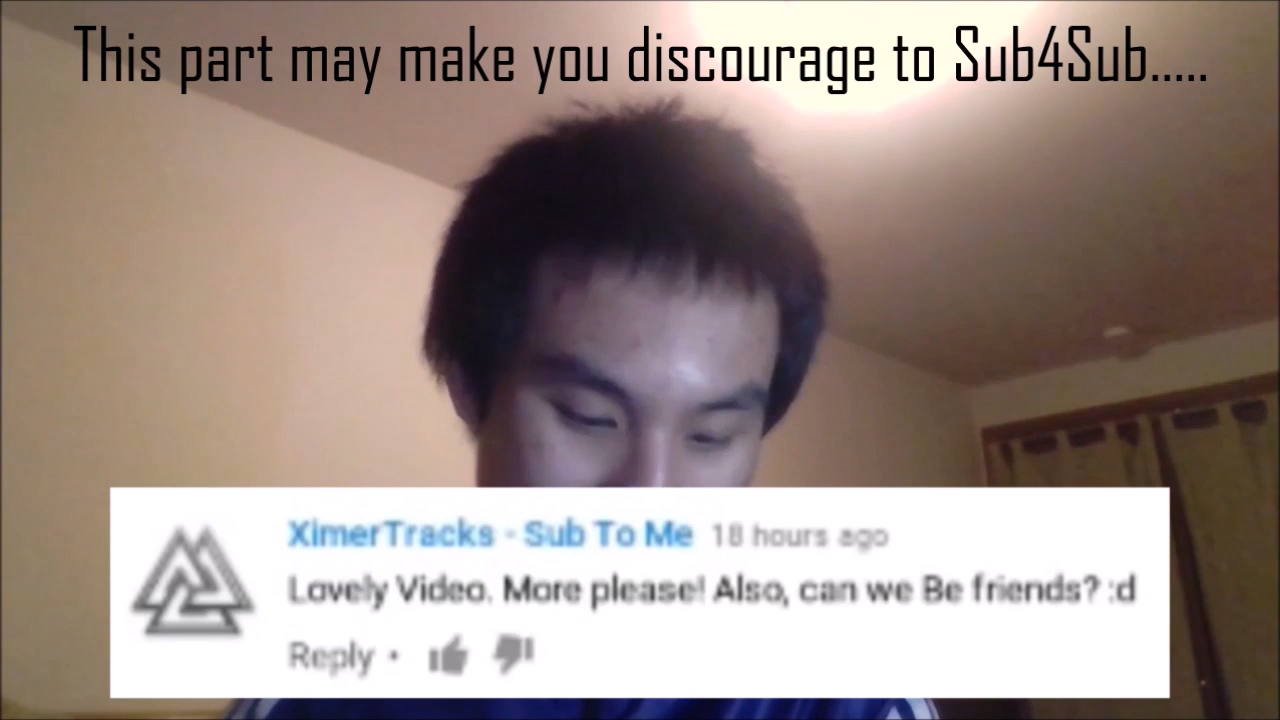 This part may make you discourage to Sub4Sub.....
XimerTracks - Sub To Me 18 hours ago
Lovely Video. More please! Also, can we Be friends? :d
Reply •